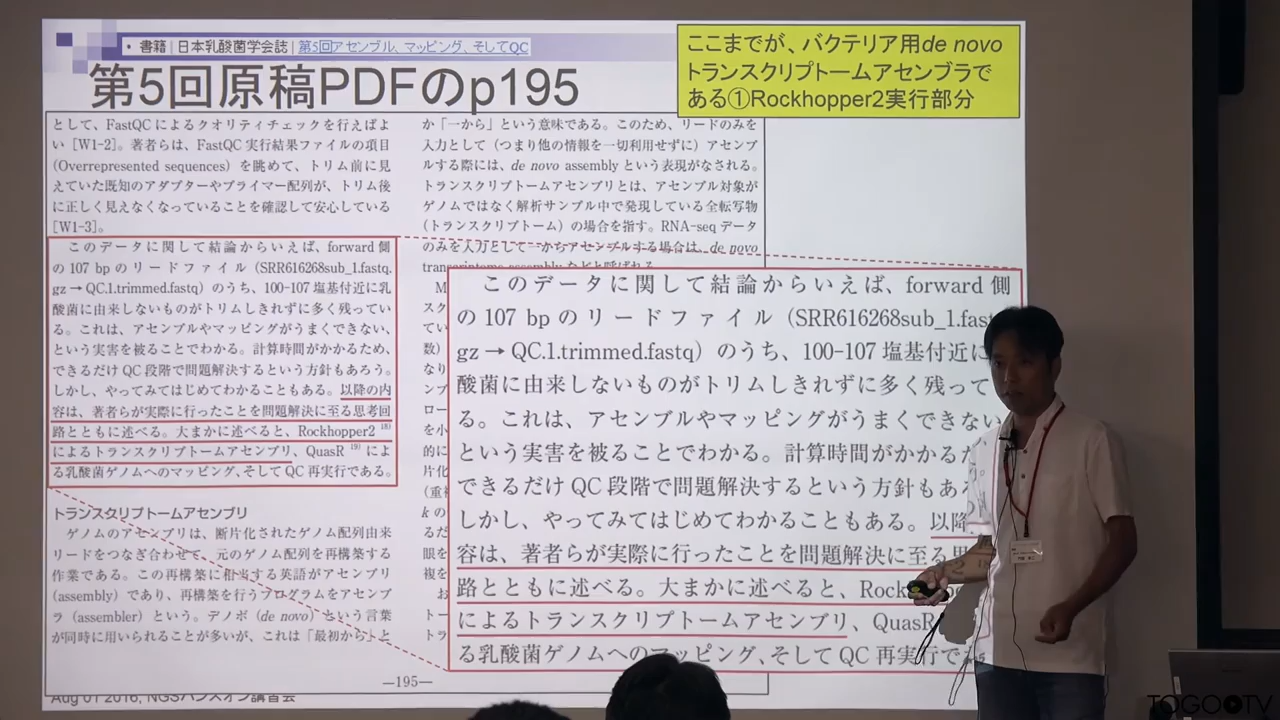 • 書籍 | 日本乳酸菌学会誌 | 第5回アセンブル、マッピング、そしてQC
第5回原稿PDFのp195
ここまでが、バクテリア用de novo
トランスクリプトームアセンブラで
ある①Rockhopper2実行部分
として、FastQC によるクオリティチェックを行えばよ
い [W1-2]。著者らは、FastQC 実行結果ファイルの項目
(Overrepresented sequences) を眺めて、トリム前に見
えていた既知のアダプターやプライマー配列が、トリム後
に正しく見えなくなっていることを確認して安心している
[W1-3]。
このデータに関して結論からいえば、forward 側
の 107 bp のリードファイル (SRR616268sub_1.fastq.
gz → QC.1.trimmed.fastq) のうち、100-107 塩基付近に乳
酸菌に由来しないものがトリムしきれずに多く残ってい
る。これは、アセンブルやマッピングがうまくできない、
という実害を被ることでわかる。計算時間がかかるため、
できるだけ QC 段階で問題解決するという方針もあろう。
しかし、やってみてはじめてわかることもある。以降の内
容は、著者らが実際に行ったことを問題解決に至る思考回
路とともに述べる。大まかに述べると、Rockhopper2 18)
によるトランスクリプトームアセンブリ、QuasR 19) によ
る乳酸菌ゲノムへのマッピング、そして QC 再実行である。
トランスクリプトームアセンブリ
ゲノムのアセンブリは、断片化されたゲノム配列由来
リードをつなぎ合わせて、元のゲノム配列を再構築する
作業である。この再構築に相当する英語がアセンブリ
(assembly) であり、再構築を行うプログラムをアセンブ
ラ (assembler) という。デノボ (de novo) という言葉
が同時に用いられることが多いが、これは「最初から」と
か「一から」という意味である。このため、リードのみを
入力として (つまり他の情報を一切利用せずに) アセンブ
ルする際には、de novo assembly という表現がなされる。
トランスクリプトームアセンブリとは、アセンブル対象が
ゲノムではなく解析サンプル中で発現している全転写物
(トランスクリプトーム) の場合を指す。RNA-seq データ
のみを入力として一からアセンブルする場合は、de novo
transcriptome assembly などと呼ばれる。
このデータに関して結論からいえば、forward 側
の 107 bp のリードファイル (SRR616268sub_1.fast
gz → QC.1.trimmed.fastq) のうち、100-107 塩基付近に
酸菌に由来しないものがトリムしきれずに多く残って
る。これは、アセンブルやマッピングがうまくできない
という実害を被ることでわかる。計算時間がかかるた
できるだけ QC 段階で問題解決するという方針もあ
しかし、やってみてはじめてわかることもある。以降
容は、著者らが実際に行ったことを問題解決に至る思
路とともに述べる。大まかに述べると、Rock
によるトランスクリプトームアセンブリ、QuasR
る乳酸菌ゲノムへのマッピング、そして QC 再実行で
—195—
Aug 01 2016, NGSハンズオン講習会
TOGOTV